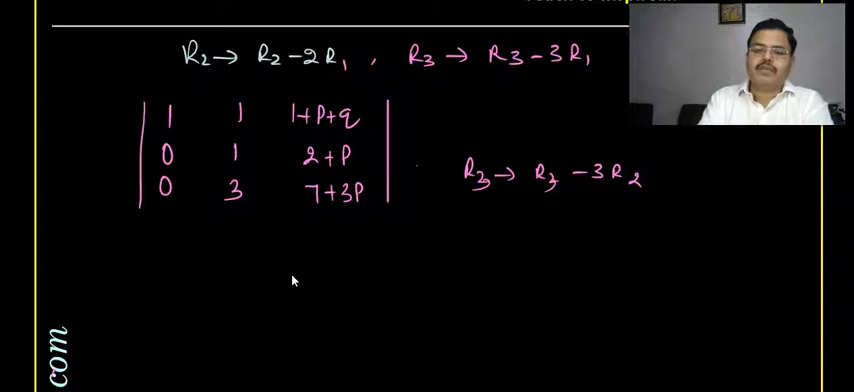 R₂ → R₂ - 2R₁ , R₃ → R₃ - 3R₁
1 1 1+p+q
0 1 2+p
0 3 7+3p
R₃ → R₃ - 3R₂
com